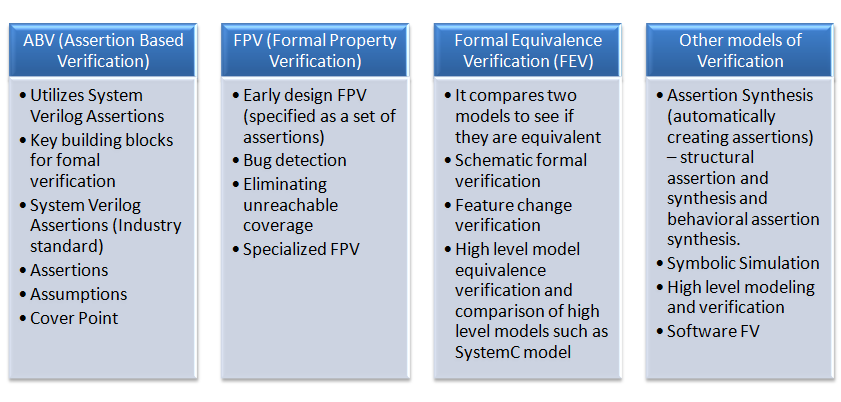 ABV (Assertion Based
Verification)
• Utilizes System
Verilog Assertions
• Key building blocks
for fomal
verification
• System Verilog
Assertions (Industry
standard)
• Assertions
• Assumptions
• Cover Point
FPV (Formal Property
Verification)
• Early design FPV
(specified as a set of
assertions)
• Bug detection
• Eliminating
unreachable
coverage
• Specialized FPV
Formal Equivalence
Verification (FEV)
• It compares two
models to see if
they are equivalent
• Schematic formal
verification
• Feature change
verification
• High level model
equivalence
verification and
comparison of high
level models such as
SystemC model
Other models of
Verification
• Assertion Synthesis
(automatically
creating assertions)
– structural
assertion and
synthesis and
behavioral assertion
synthesis.
• Symbolic Simulation
• High level modeling
and verification
• Software FV